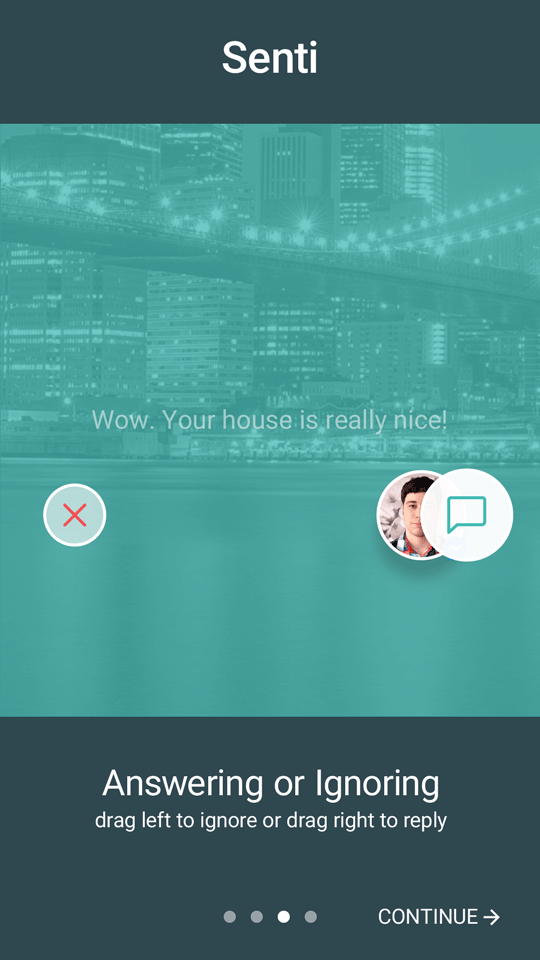 Senti
Wow. Your house is really nice!
Answering or Ignoring
drag left to ignore or drag right to reply
CONTINUE